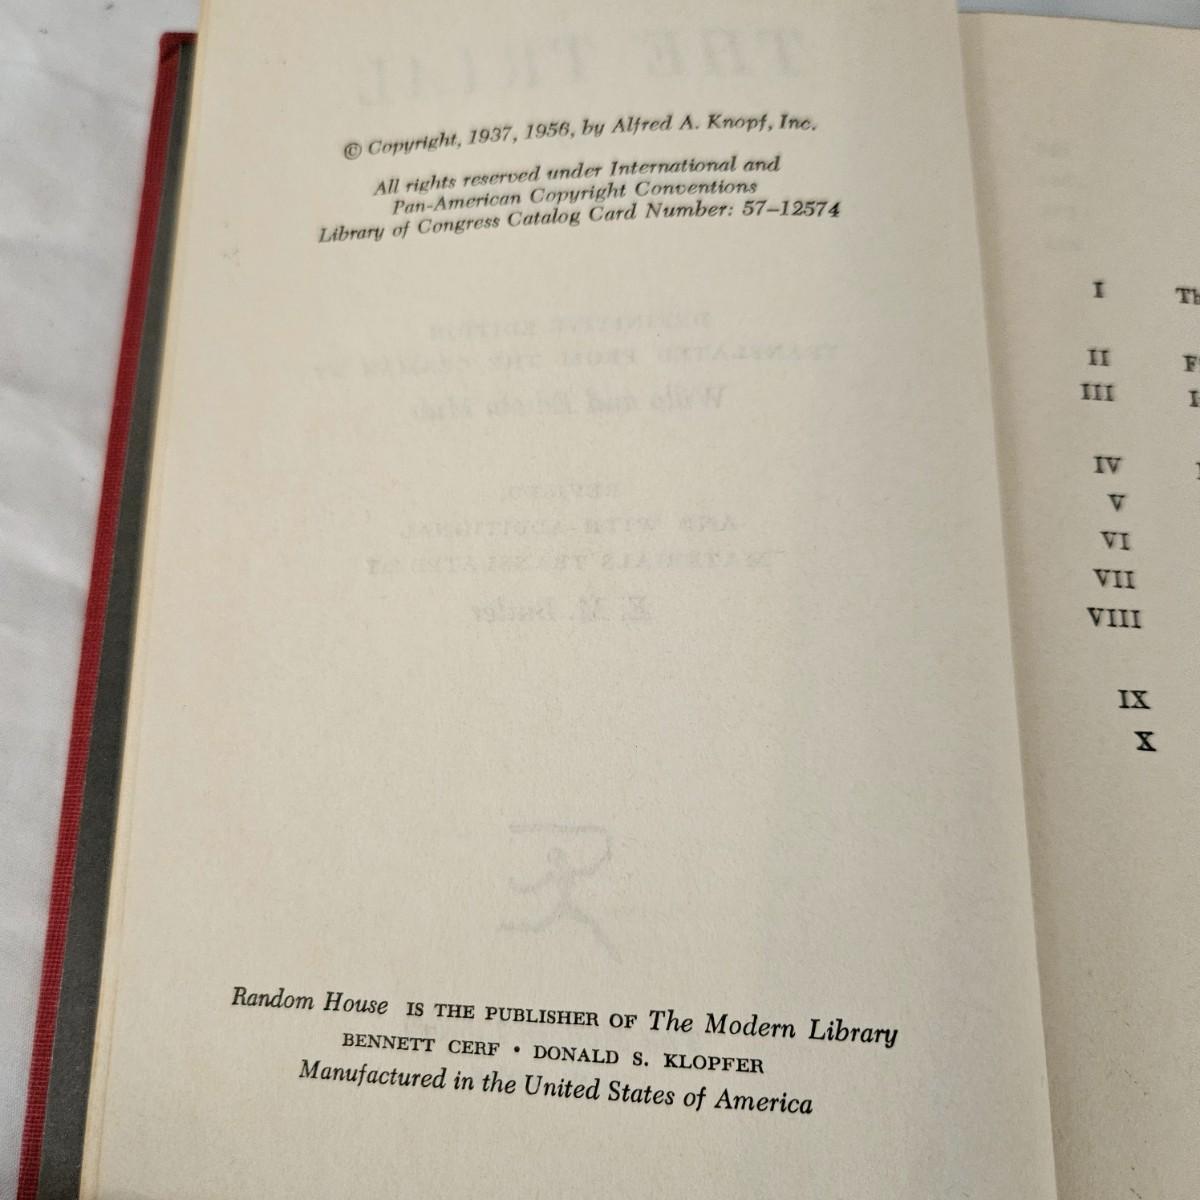 © Copyright, 1937, 1956, by Alfred A. Knopf, Inc.
All rights reserved under International and
Pan-American Copyright Conventions
Library of Congress Catalog Card Number: 57–12574
Random House IS THE PUBLISHER OF The Modern Library
BENNETT CERF • DONALD S. KLOPFER
Manufactured in the United States of America
I
II
III
IV
V
VI
VII
VIII
IX
X